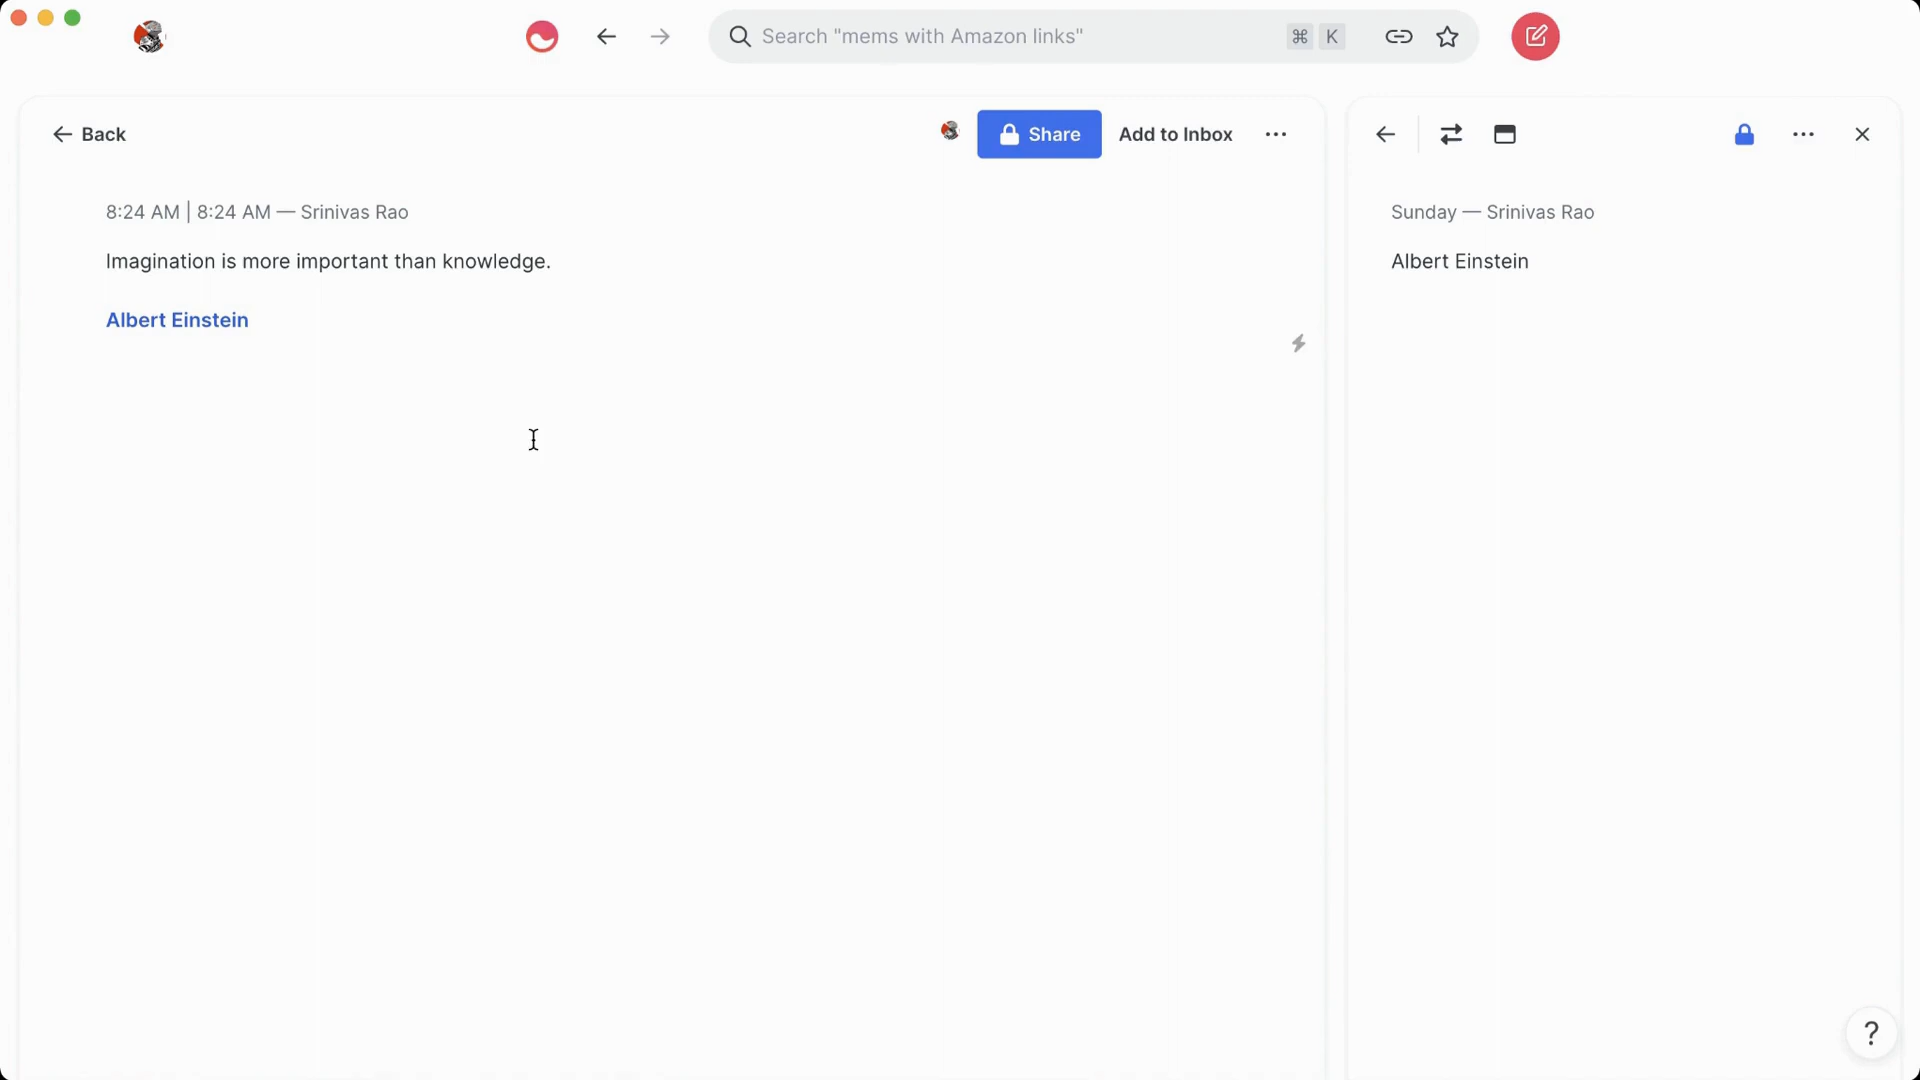 Search "mems with Amazon links" ⌘ K
Back
Share
Add to Inbox
8:24 AM | 8:24 AM — Srinivas Rao
Imagination is more important than knowledge.
Albert Einstein
Sunday — Srinivas Rao
Albert Einstein
?